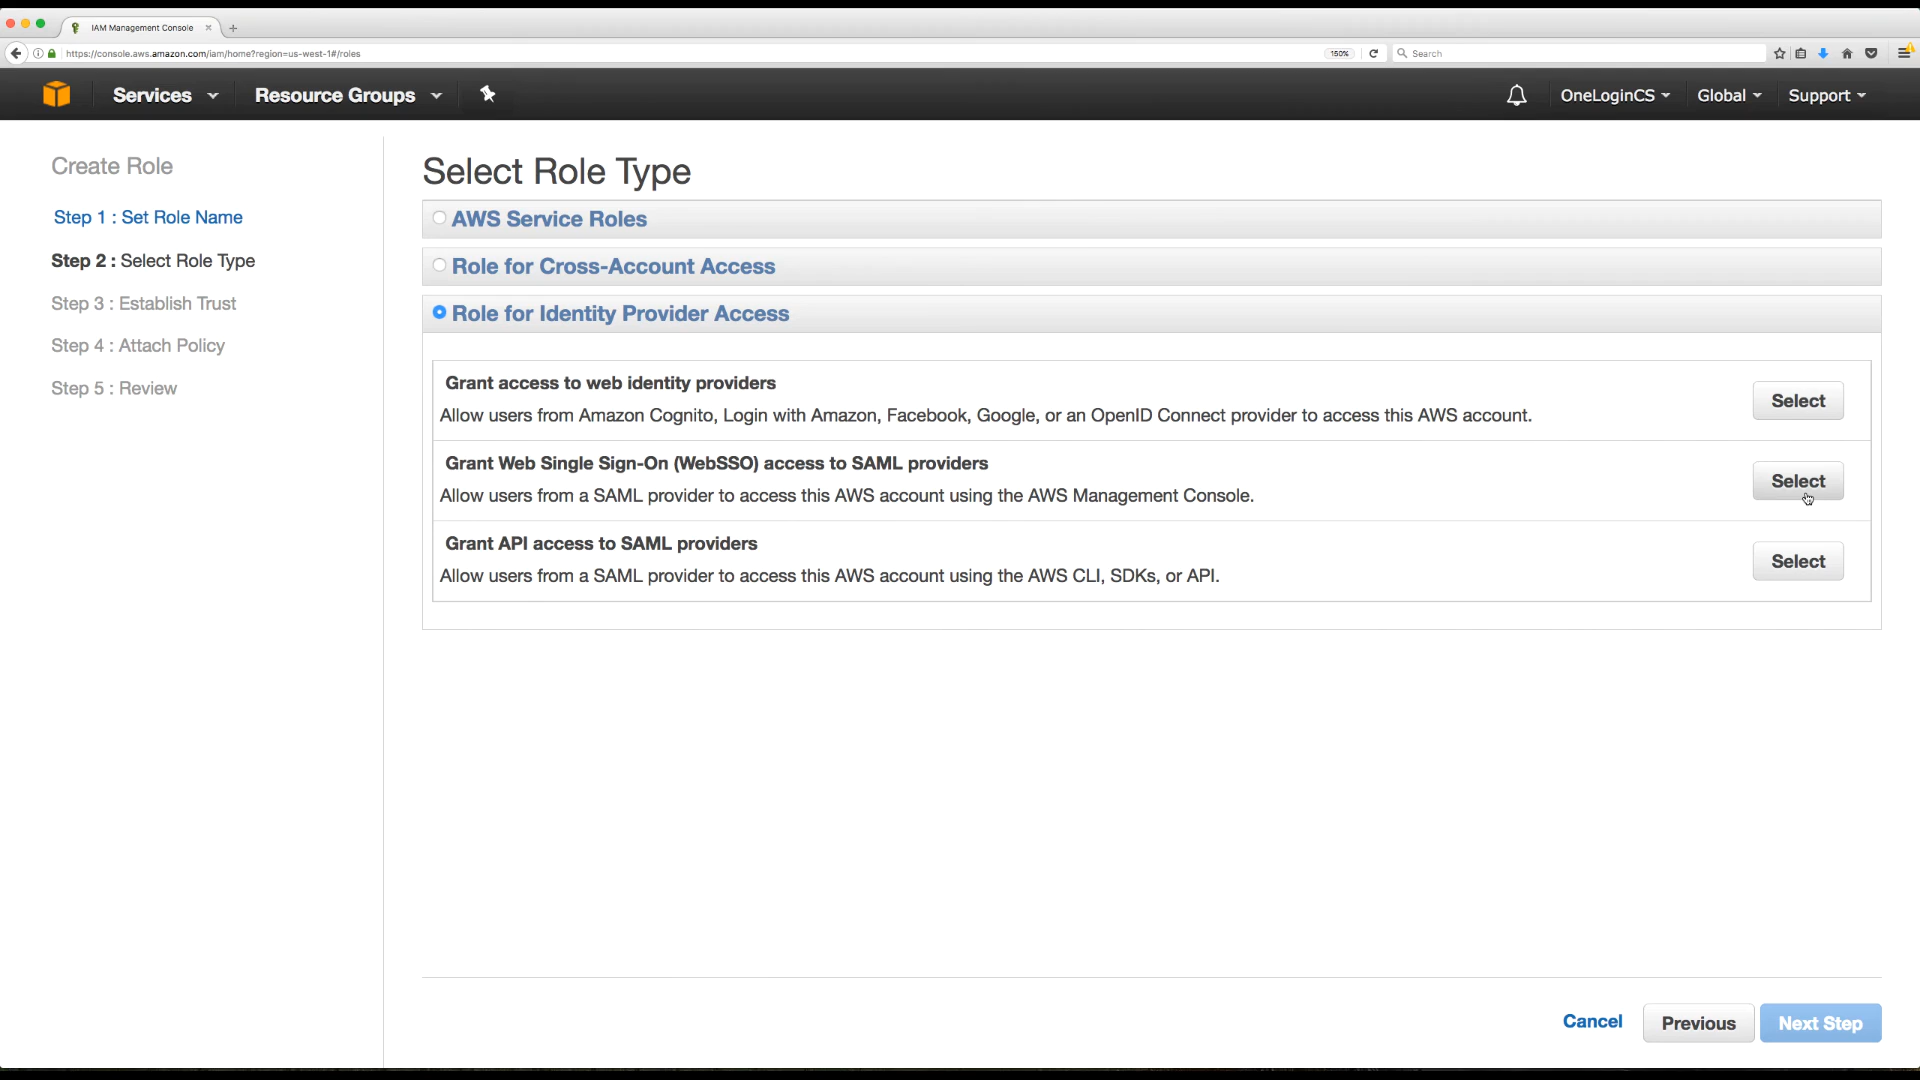 IAM Management Console
https://console.aws.amazon.com/iam/home?region=us-west-1#/roles
150%
Search
Services
Resource Groups
OneLoginCS
Global
Support
Create Role
Step 1 : Set Role Name
Step 2 : Select Role Type
Step 3 : Establish Trust
Step 4 : Attach Policy
Step 5 : Review
Select Role Type
AWS Service Roles
Role for Cross-Account Access
Role for Identity Provider Access
Grant access to web identity providers
Allow users from Amazon Cognito, Login with Amazon, Facebook, Google, or an OpenID Connect provider to access this AWS account.
Select
Grant Web Single Sign-On (WebSSO) access to SAML providers
Allow users from a SAML provider to access this AWS account using the AWS Management Console.
Select
Grant API access to SAML providers
Allow users from a SAML provider to access this AWS account using the AWS CLI, SDKs, or API.
Select
Cancel
Previous
Next Step